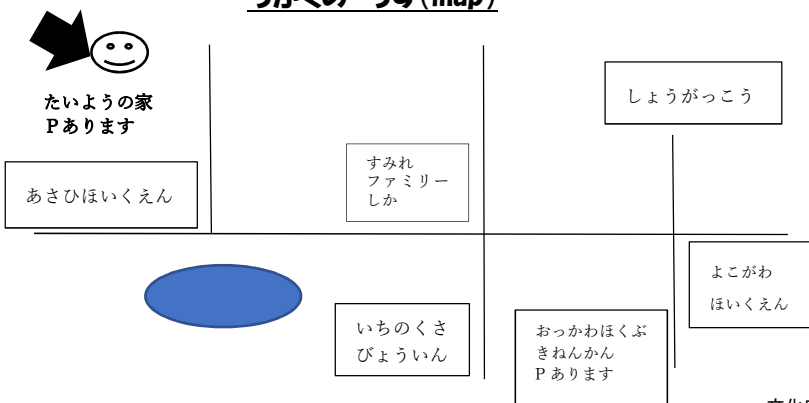 (map)
たいようの家
Pあります
しょうがっこう
すみれ
ファミリー
しか
あさひほいくえん
よこがわ
ほいくえん
いちのくさ
びょういん
おっかわほくぶ
きねんかん
Pあります